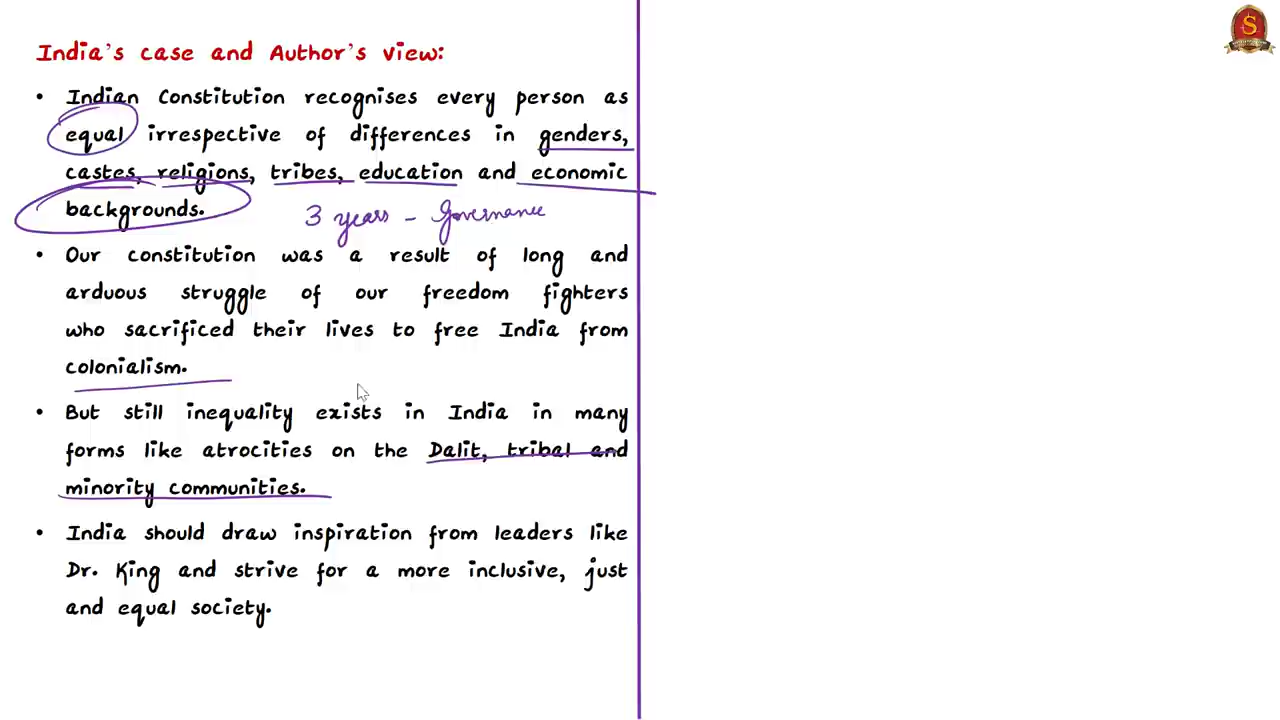 India's case and Author's view:
• Indian Constitution recognises every person as
equal irrespective of differences in genders,
castes, religions, tribes, education and economic
backgrounds.
3 years - Governance
• Our constitution was a result of long and
arduous struggle of our freedom fighters
who sacrificed their lives to free India from
colonialism.
• But still inequality exists in India in many
forms like atrocities on the Dalit, tribal and
minority communities.
• India should draw inspiration from leaders like
Dr. King and strive for a more inclusive, just
and equal society.
S